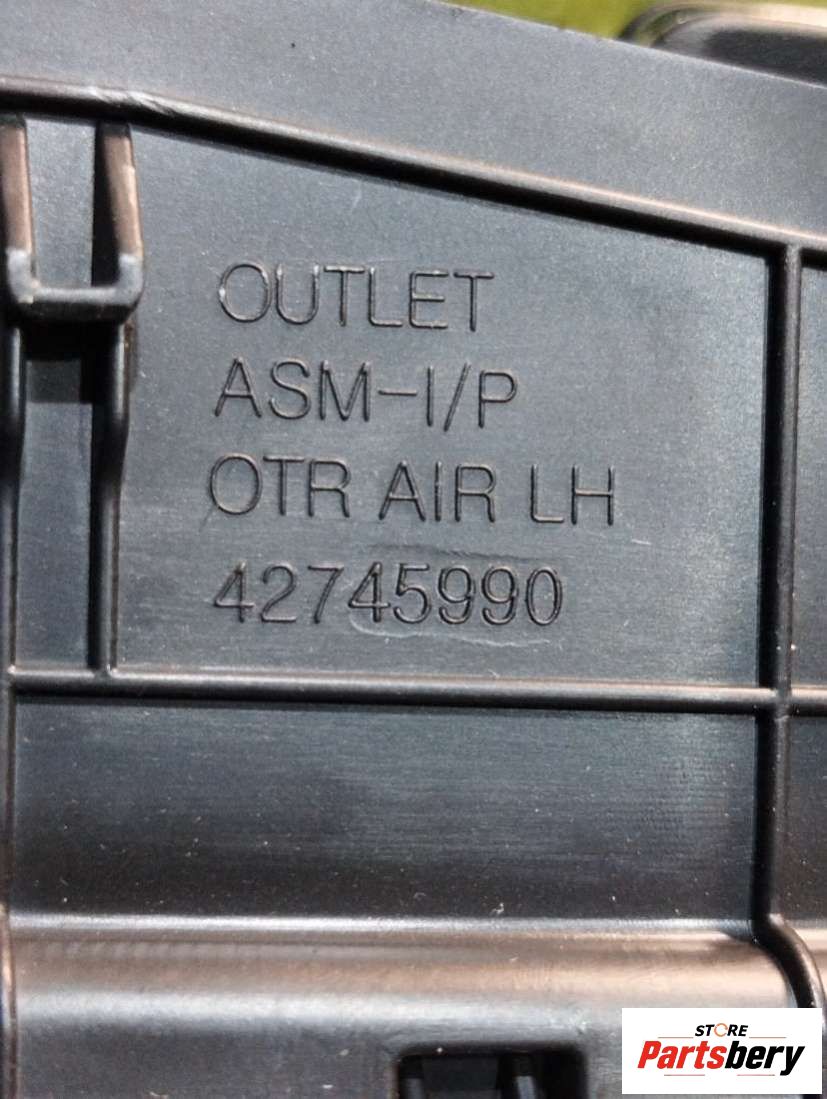 OUTLET
ASM-I/P
OTR AIR LH
42745990
STORE
Partsbery